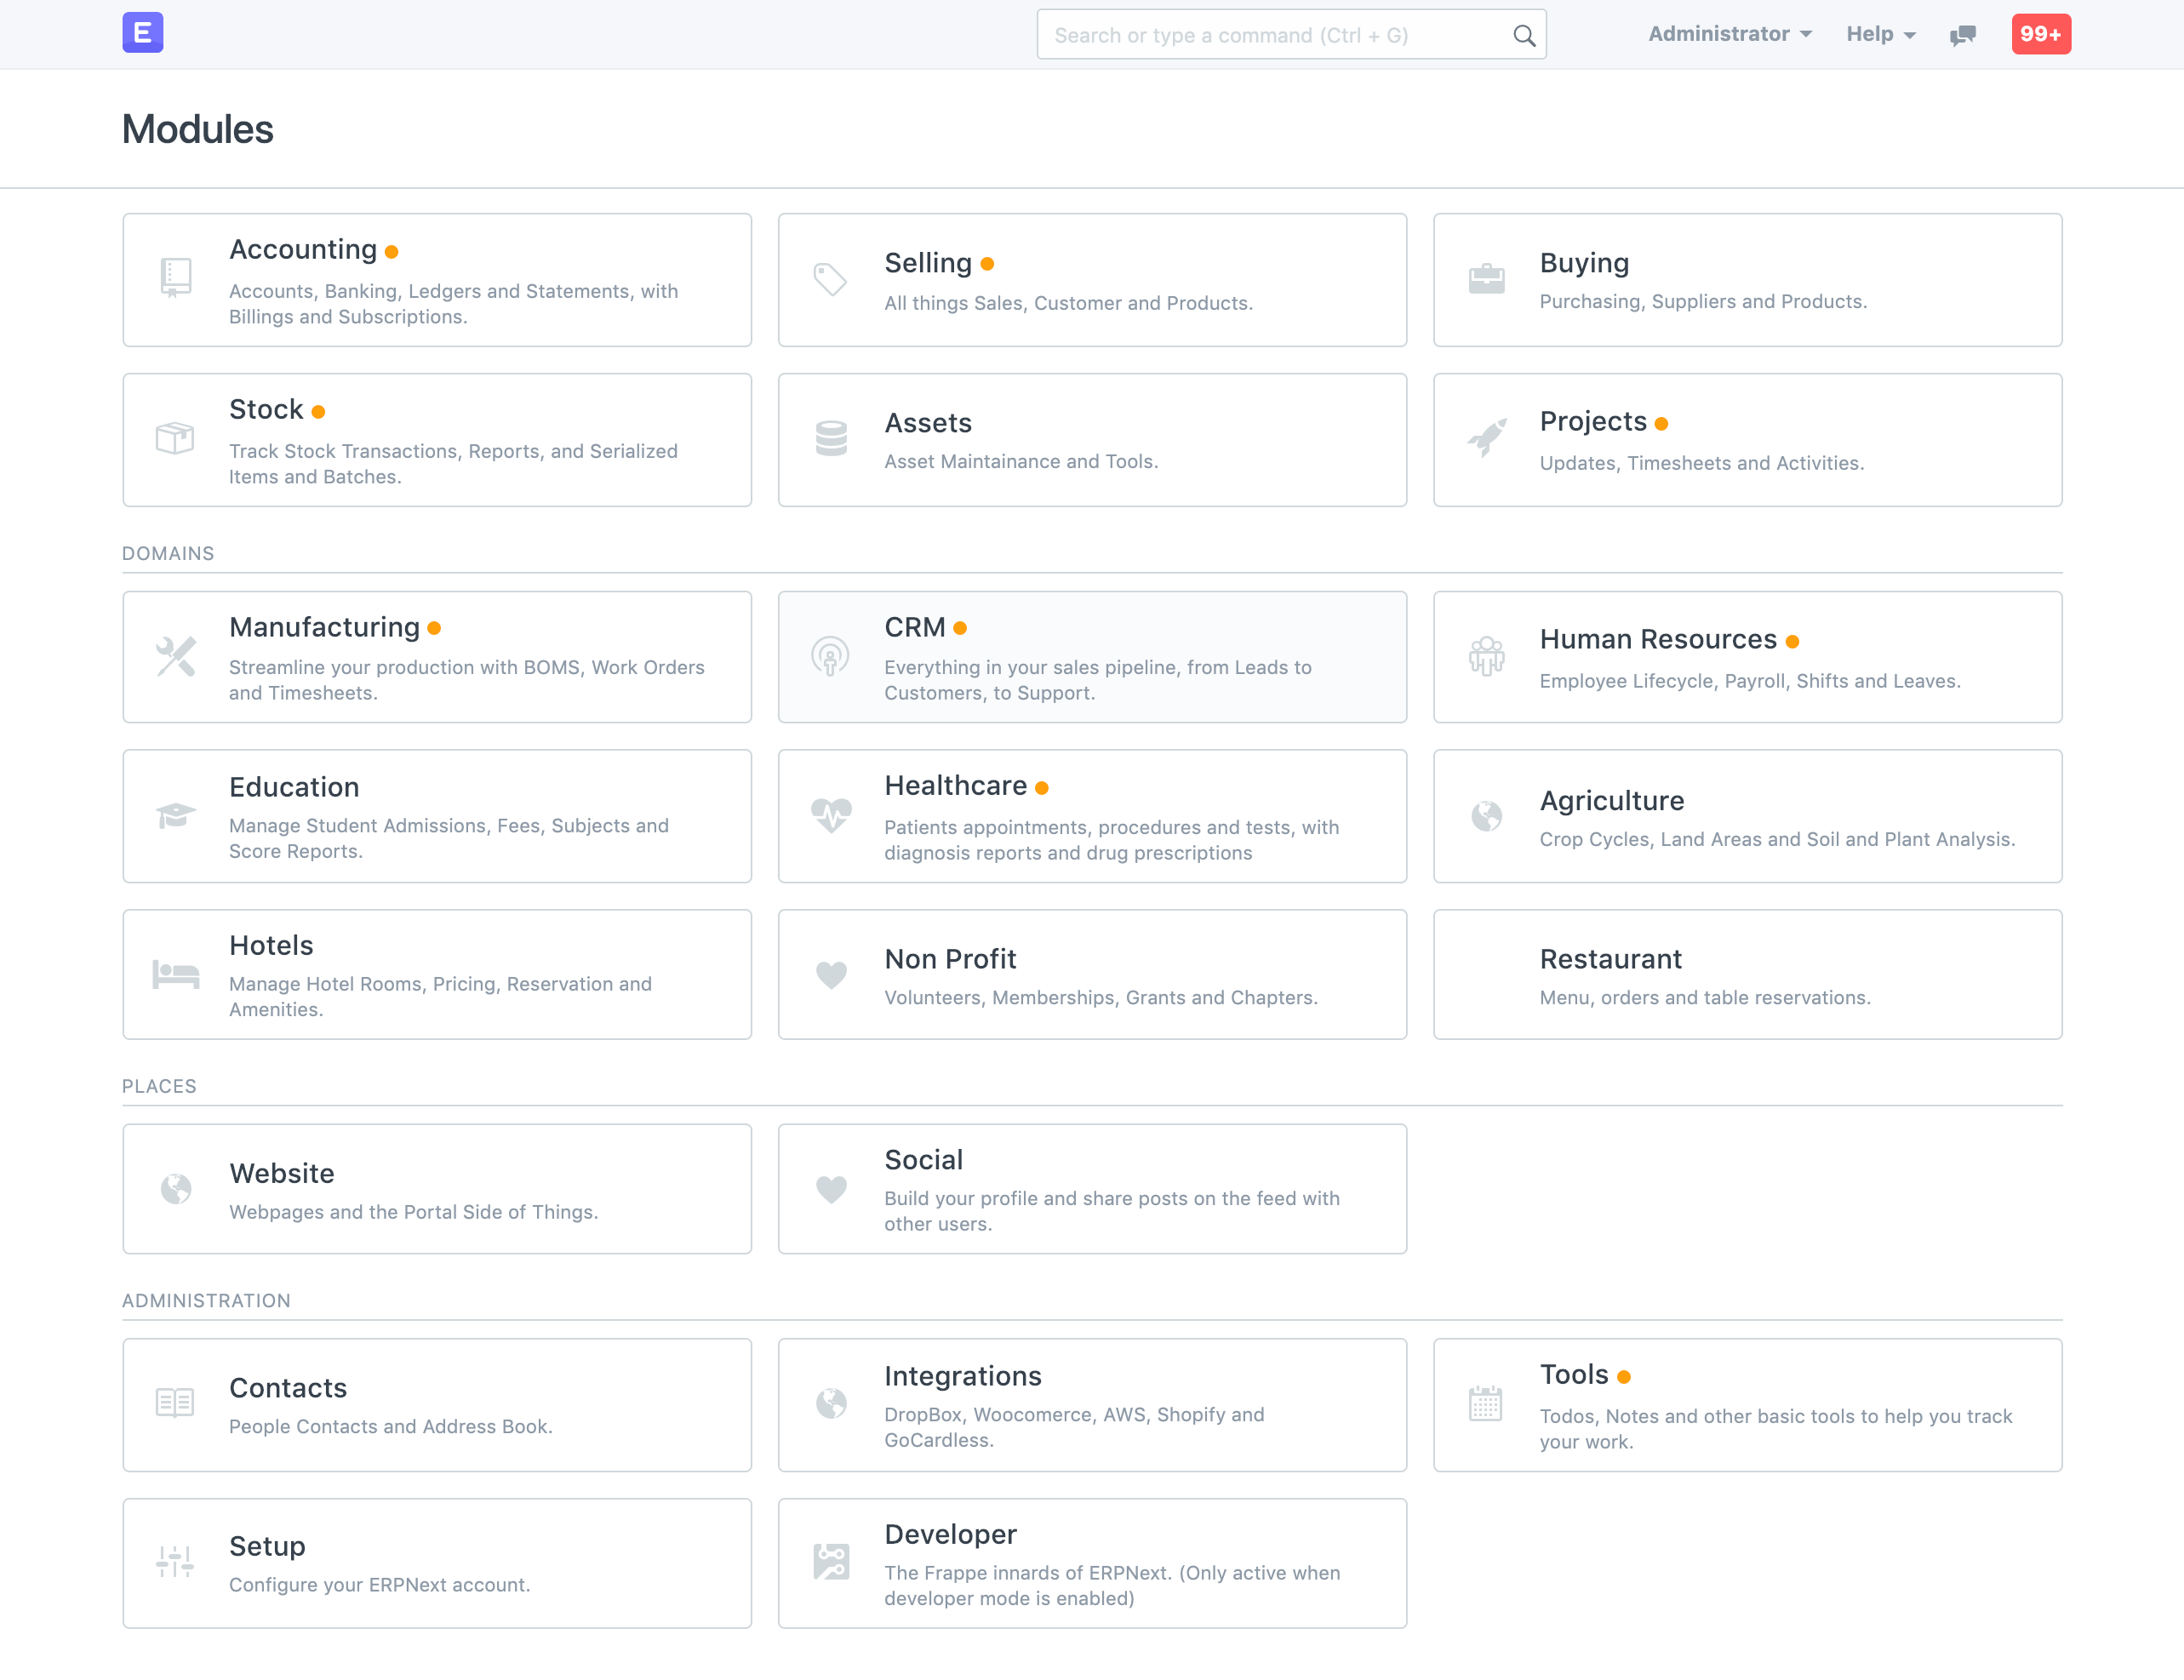 E
Search or type a command (Ctrl + G)
Administrator
Help
99+
Modules
Accounting
Accounts, Banking, Ledgers and Statements, with
Billings and Subscriptions.
Selling
All things Sales, Customer and Products.
Buying
Purchasing, Suppliers and Products.
Stock
Track Stock Transactions, Reports, and Serialized
Items and Batches.
Assets
Asset Maintainance and Tools.
Projects
Updates, Timesheets and Activities.
DOMAINS
Manufacturing
Streamline your production with BOMS, Work Orders
and Timesheets.
CRM
Everything in your sales pipeline, from Leads to
Customers, to Support.
Human Resources
Employee Lifecycle, Payroll, Shifts and Leaves.
Education
Manage Student Admissions, Fees, Subjects and
Score Reports.
Healthcare
Patients appointments, procedures and tests, with
diagnosis reports and drug prescriptions
Agriculture
Crop Cycles, Land Areas and Soil and Plant Analysis.
Hotels
Manage Hotel Rooms, Pricing, Reservation and
Amenities.
Non Profit
Volunteers, Memberships, Grants and Chapters.
Restaurant
Menu, orders and table reservations.
PLACES
Website
Webpages and the Portal Side of Things.
Social
Build your profile and share posts on the feed with
other users.
ADMINISTRATION
Contacts
People Contacts and Address Book.
Integrations
DropBox, Woocomerce, AWS, Shopify and
GoCardless.
Tools
Todos, Notes and other basic tools to help you track
your work.
Setup
Configure your ERPNext account.
Developer
The Frappe innards of ERPNext. (Only active when
developer mode is enabled)